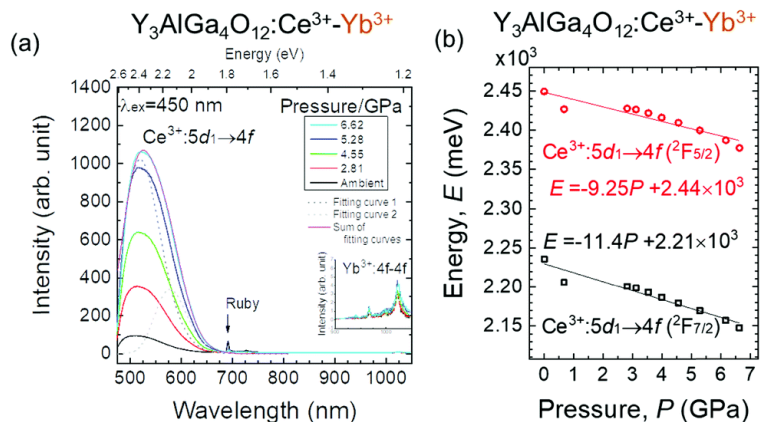 Y₃AlGa₄O₁₂:Ce³⁺-Yb³⁺
(a)
Energy (eV)
2.6 2.4 2.2 2 1.8 1.6 1.4 1.2
1400
1200
1000
800
600
400
200
0
Intensity (arb. unit)
λex=450 nm
Ce³⁺:5d₁→4f
Pressure/GPa
6.62
5.28
4.55
2.81
Ambient
Fitting curve 1
Fitting curve 2
Sum of
fitting curves
Yb³⁺:4f-4f
Intensity (arb. unit)
Ruby
500 600 700 800 900 1000
Wavelength (nm)
Y₃AlGa₄O₁₂:Ce³⁺-Yb³⁺
(b)
×10³
2.45
2.40
2.35
2.30
2.25
2.20
2.15
Energy, E (meV)
Ce³⁺:5d₁→4f (²F₅/₂)
E =-9.25P +2.44×10³
E =-11.4P +2.21×10³
Ce³⁺:5d₁→4f (²F₇/₂)
0 1 2 3 4 5 6 7
Pressure, P (GPa)